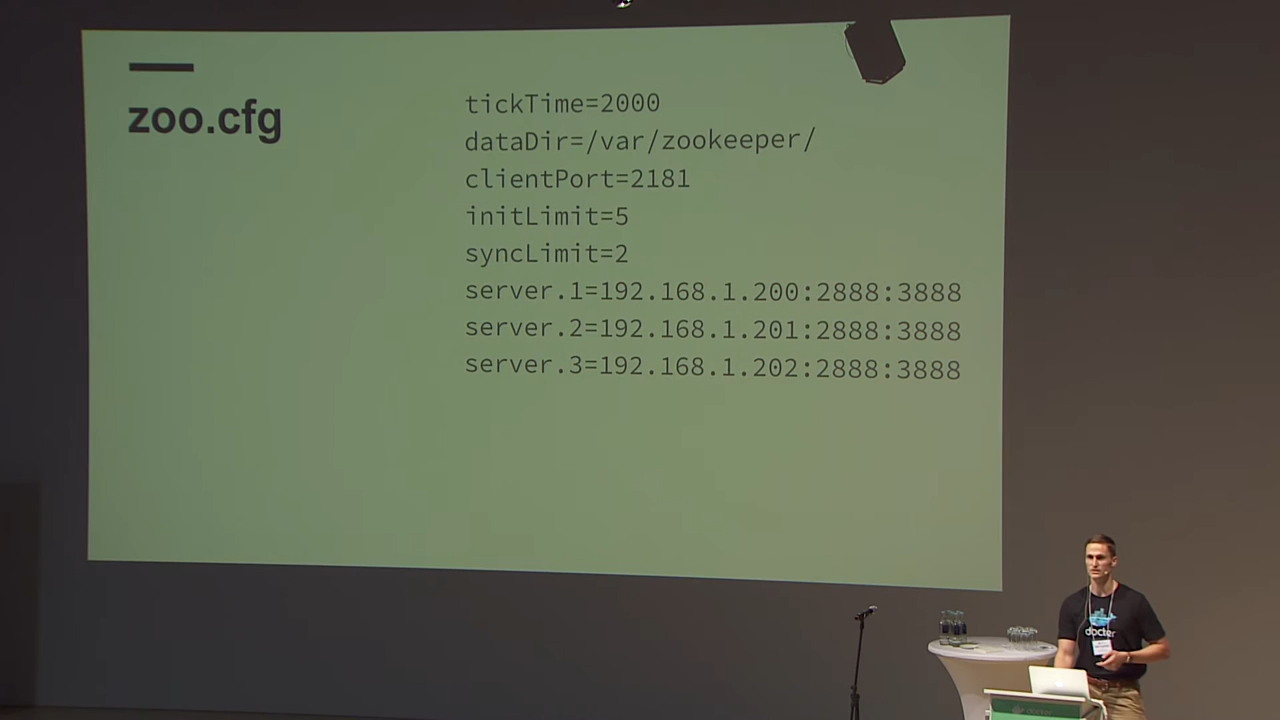 zoo.cfg
tickTime=2000
dataDir=/var/zookeeper/
clientPort=2181
initLimit=5
syncLimit=2
server.1=192.168.1.200:2888:3888
server.2=192.168.1.201:2888:3888
server.3=192.168.1.202:2888:3888
docker
docker